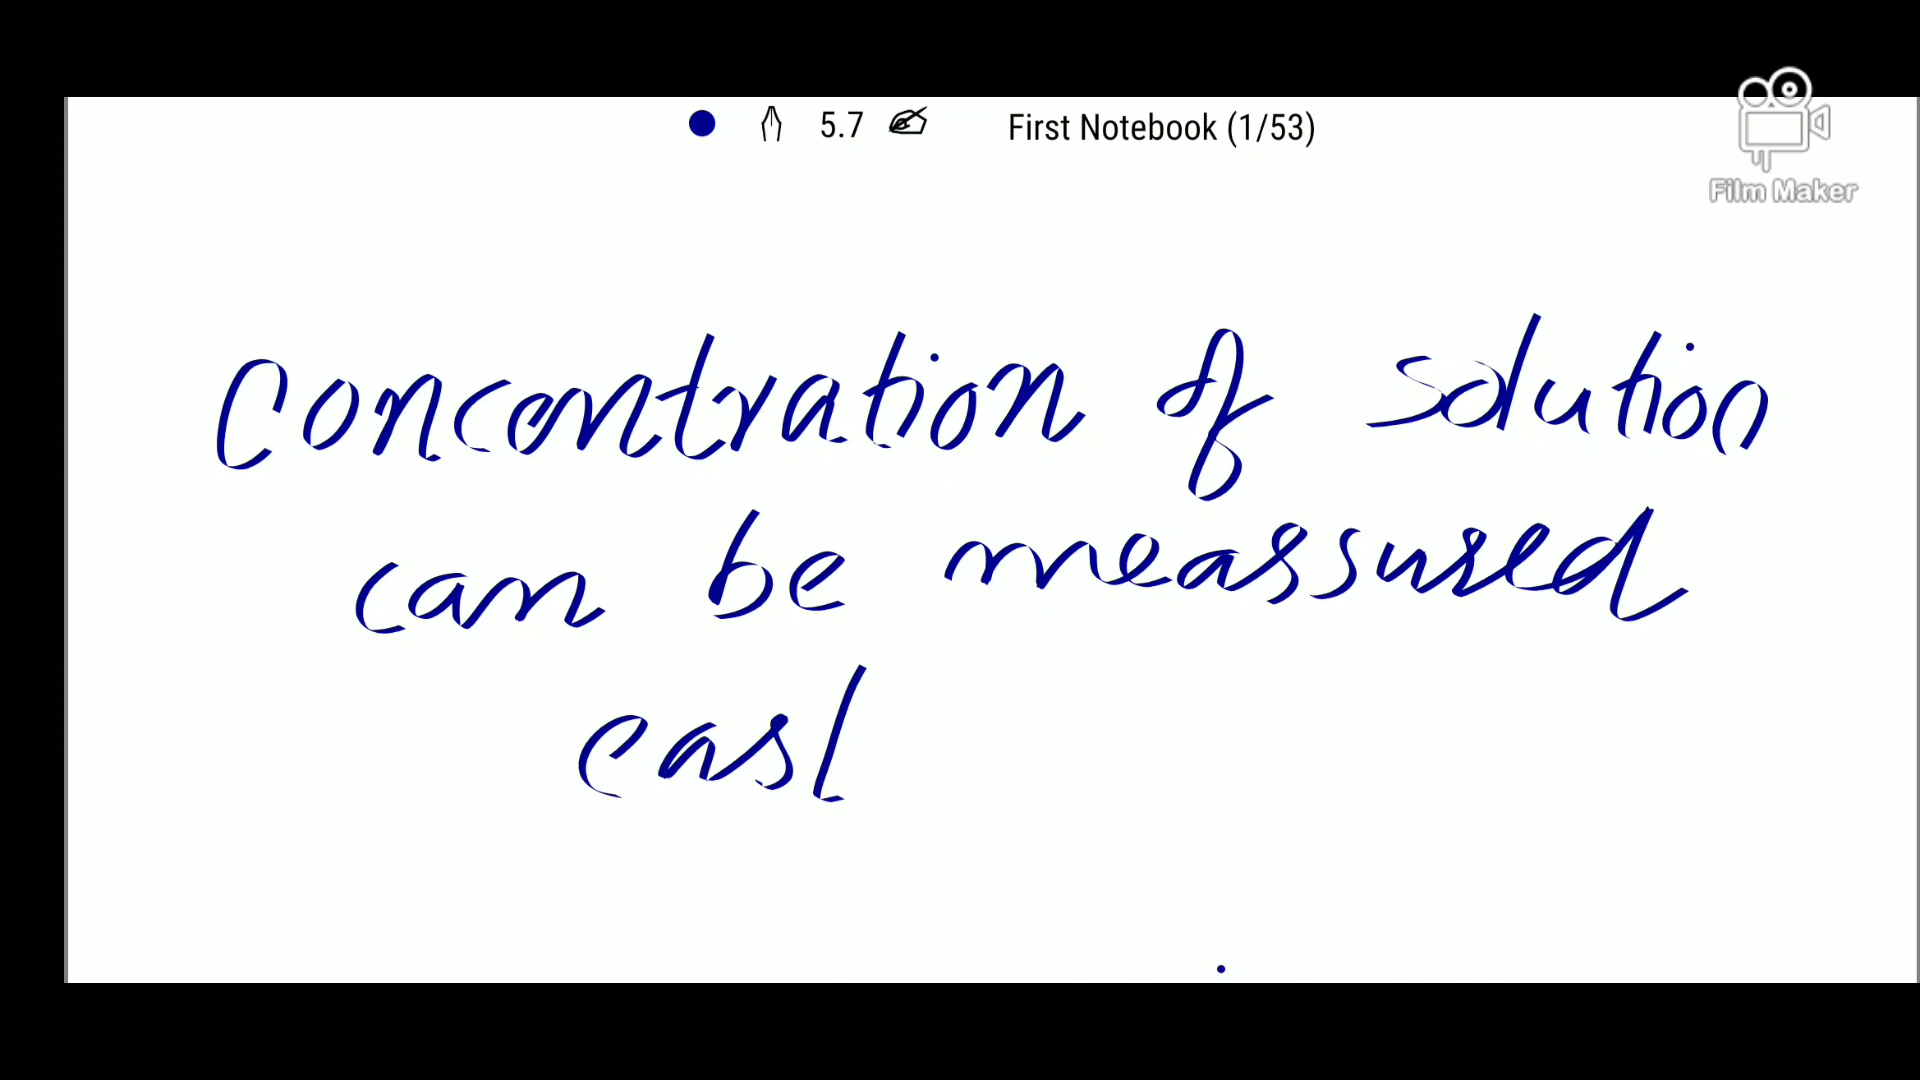 5.7 First Notebook (1/53)
Film Maker
Concentration of solution
can be meassured
easl